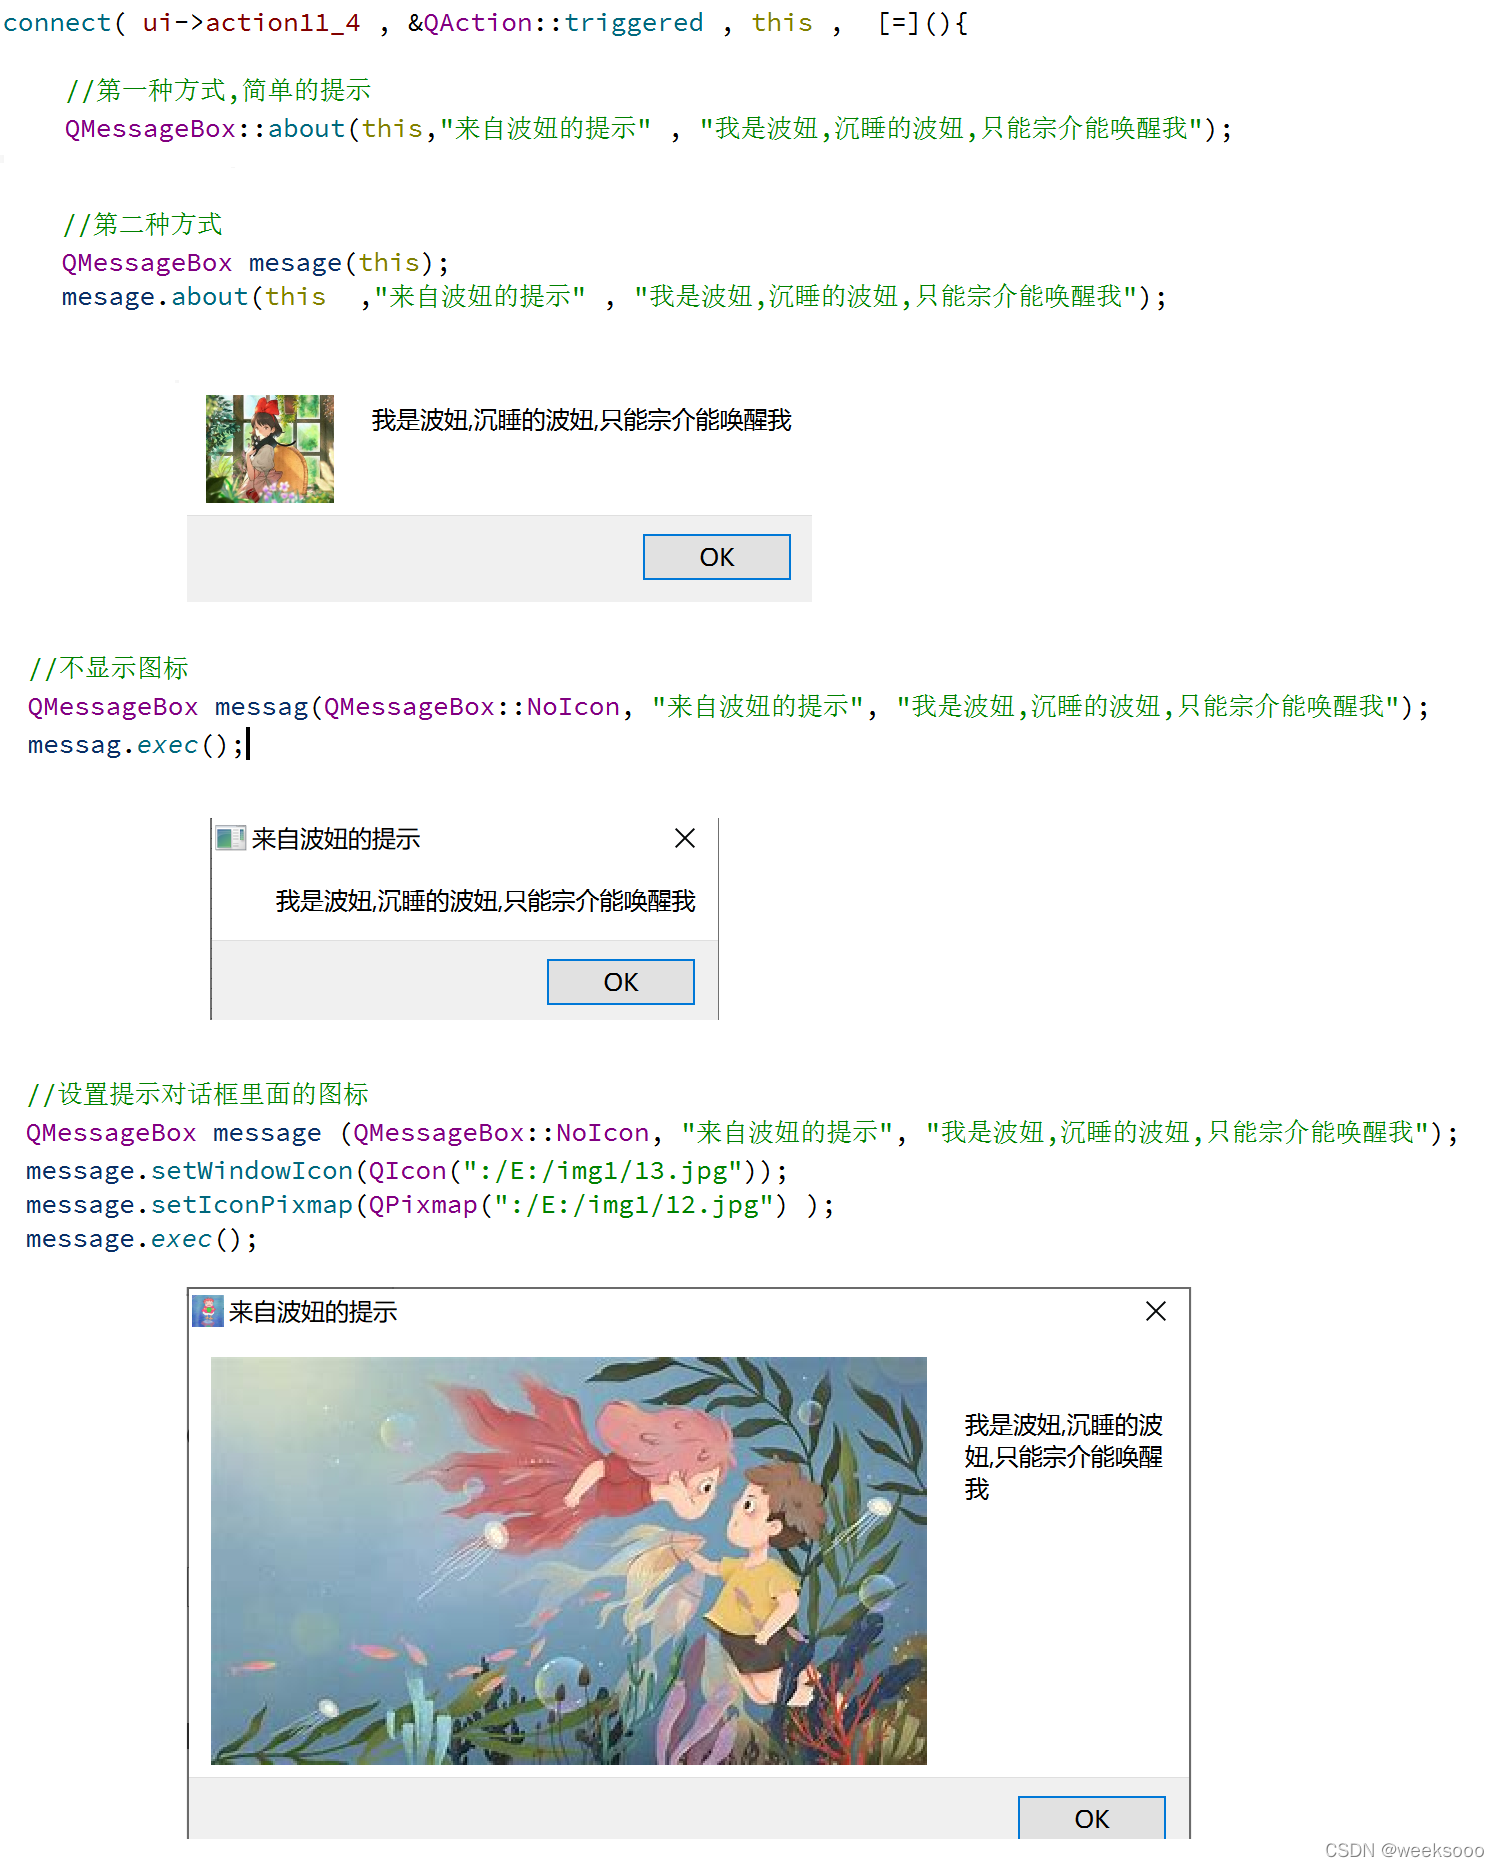 connect( ui->action11_4 , &QAction::triggered , this ,  [=](){
//第一种方式,简单的提示
QMessageBox::about(this,"来自波妞的提示" , "我是波妞,沉睡的波妞,只能宗介能唤醒我");
//第二种方式
QMessageBox mesage(this);
mesage.about(this  ,"来自波妞的提示" , "我是波妞,沉睡的波妞,只能宗介能唤醒我");
我是波妞,沉睡的波妞,只能宗介能唤醒我
OK
//不显示图标
QMessageBox messag(QMessageBox::NoIcon, "来自波妞的提示", "我是波妞,沉睡的波妞,只能宗介能唤醒我");
messag.exec();
来自波妞的提示
我是波妞,沉睡的波妞,只能宗介能唤醒我
OK
//设置提示对话框里面的图标
QMessageBox message (QMessageBox::NoIcon, "来自波妞的提示", "我是波妞,沉睡的波妞,只能宗介能唤醒我");
message.setWindowIcon(QIcon(":/E:/img1/13.jpg"));
message.setIconPixmap(QPixmap(":/E:/img1/12.jpg") );
message.exec();
来自波妞的提示
我是波妞,沉睡的波
妞,只能宗介能唤醒
我
OK
CSDN @weeksooo